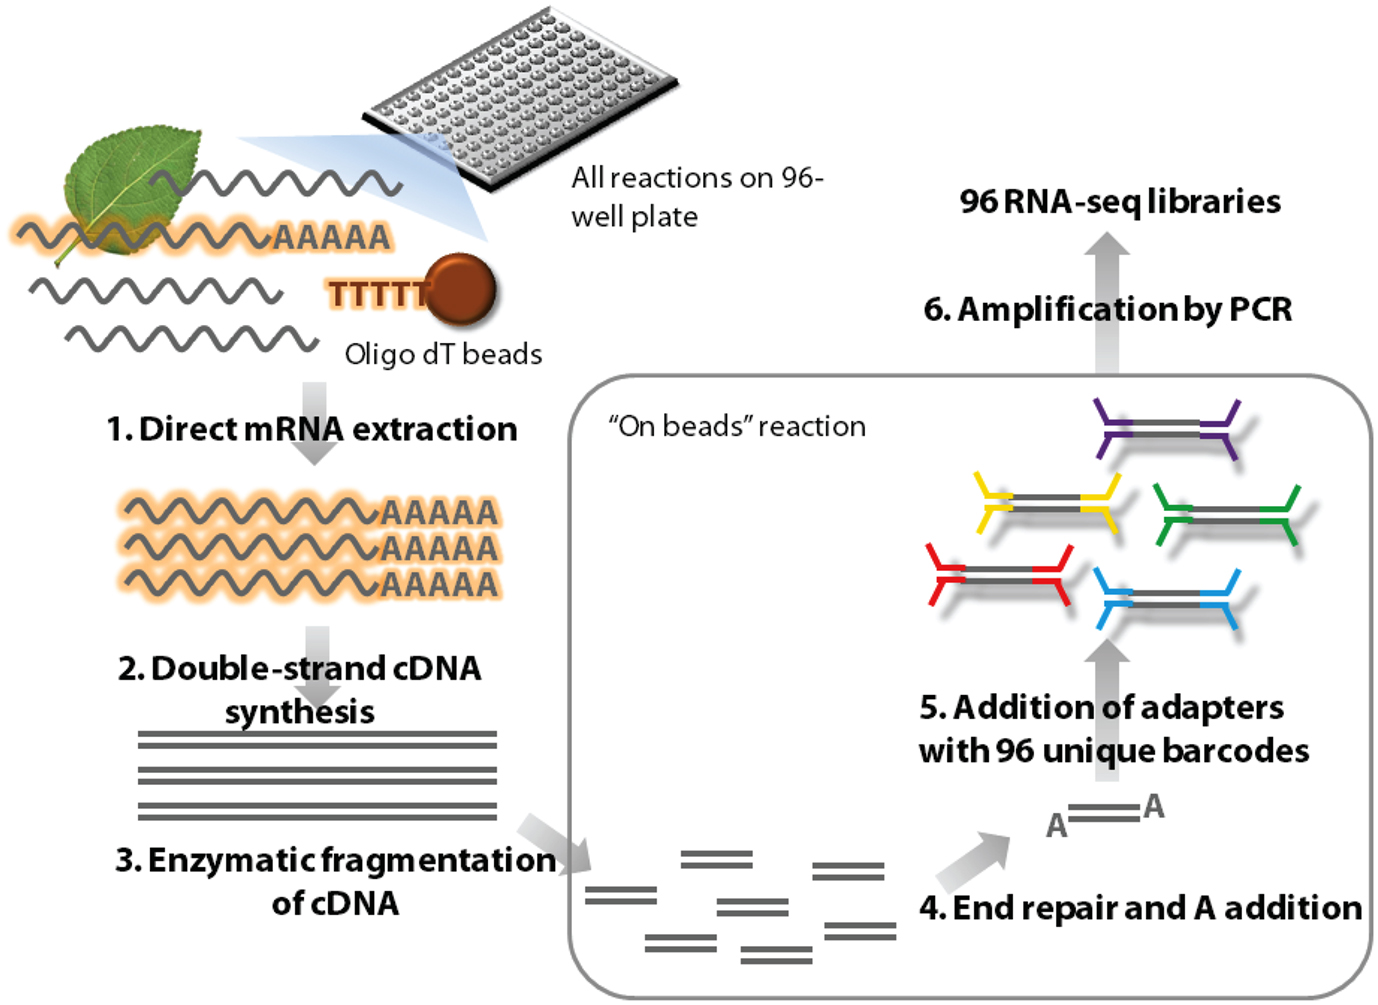 All reactions on 96-
well plate
AAAAA
TTTTT
Oligo dT beads
1. Direct mRNA extraction
AAAAA
AAAAA
AAAAA
2. Double-strand cDNA
synthesis
3. Enzymatic fragmentation
of cDNA
"On beads" reaction
4. End repair and A addition
A
A
5. Addition of adapters
with 96 unique barcodes
6. Amplification by PCR
96 RNA-seq libraries